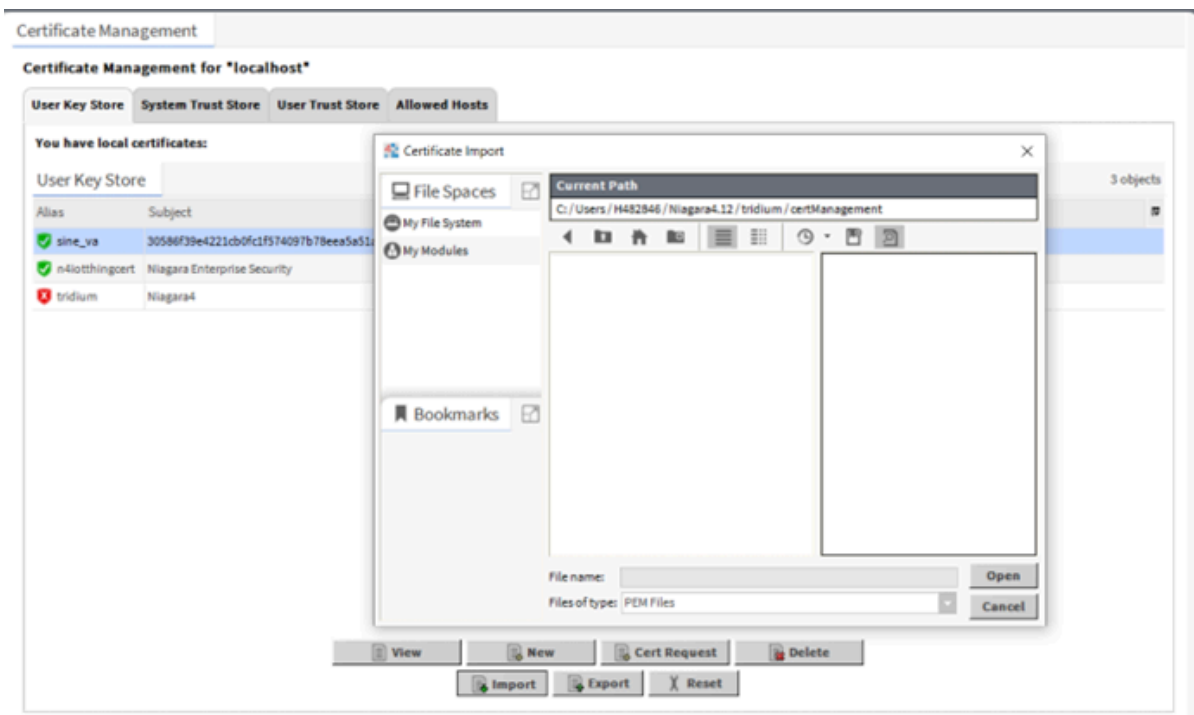 Certificate Management
Certificate Management for "localhost"
User Key Store System Trust Store User Trust Store Allowed Hosts
You have local certificates:
User Key Store
3 objects
Alias Subject
sine_va
n4iotthingcert Niagara Enterprise Security
tridium Niagara4
Certificate Import
File Spaces
My File System
My Modules
Bookmarks
Current Path
C:/Users/H482846/Niagara4.12/tridium/certManagement
File name:
Files of type: PEM Files
Open
Cancel
View New Cert Request Delete
Import Export Reset